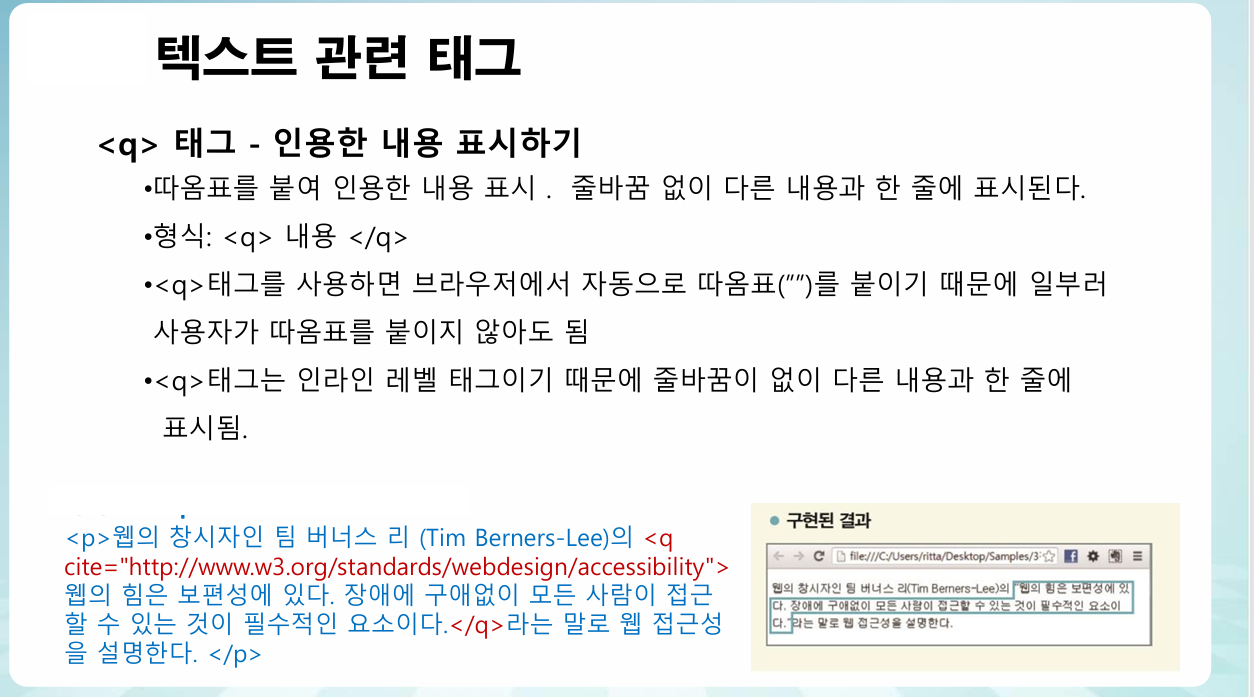 텍스트 관련 태그
<q> 태그 - 인용한 내용 표시하기
•따옴표를 붙여 인용한 내용 표시 . 줄바꿈 없이 다른 내용과 한 줄에 표시된다.
•형식: <q> 내용 </q>
•<q>태그를 사용하면 브라우저에서 자동으로 따옴표("")를 붙이기 때문에 일부러
사용자가 따옴표를 붙이지 않아도 됨
•<q>태그는 인라인 레벨 태그이기 때문에 줄바꿈이 없이 다른 내용과 한 줄에
표시됨.
<p>웹의 창시자인 팀 버너스 리 (Tim Berners-Lee)의 <q
cite="http://www.w3.org/standards/webdesign/accessibility">
웹의 힘은 보편성에 있다. 장애에 구애없이 모든 사람이 접근
할 수 있는 것이 필수적인 요소이다.</q>라는 말로 웹 접근성
을 설명한다. </p>
● 구현된 결과
file:///C:/Users/ritta/Desktop/Samples/3
웹의 창시자인 팀 버너스 리(Tim Berners-Lee)의 "웹의 힘은 보편성에 있
다. 장애에 구애없이 모든 사람이 접근할 수 있는 것이 필수적인 요소이
다."라는 말로 웹 접근성을 설명한다.